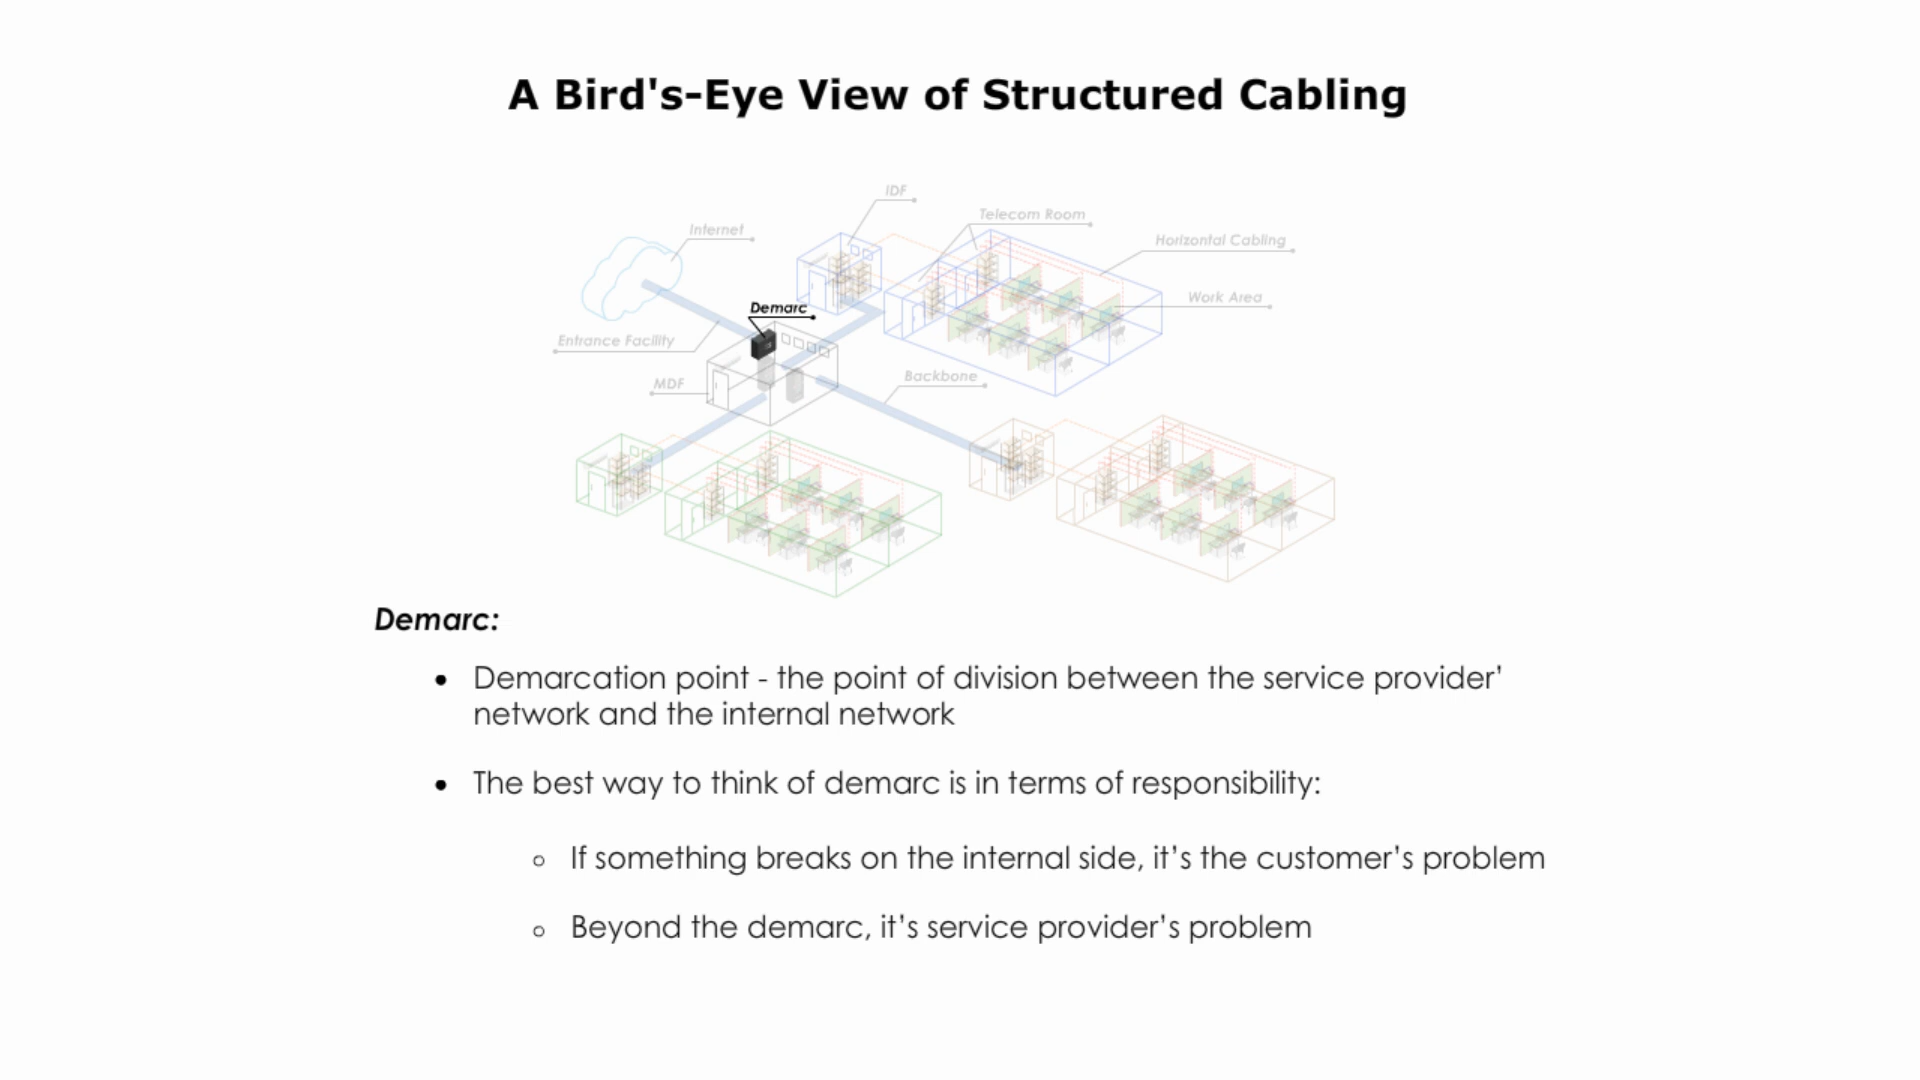 A Bird's-Eye View of Structured Cabling
IDF
Telecom Room
Internet
Horizontal Cabling
Work Area
Demarc
Entrance Facility
MDF
Backbone
Demarc:
• Demarcation point - the point of division between the service provider’
network and the internal network
• The best way to think of demarc is in terms of responsibility:
○ If something breaks on the internal side, it’s the customer’s problem
○ Beyond the demarc, it’s service provider’s problem